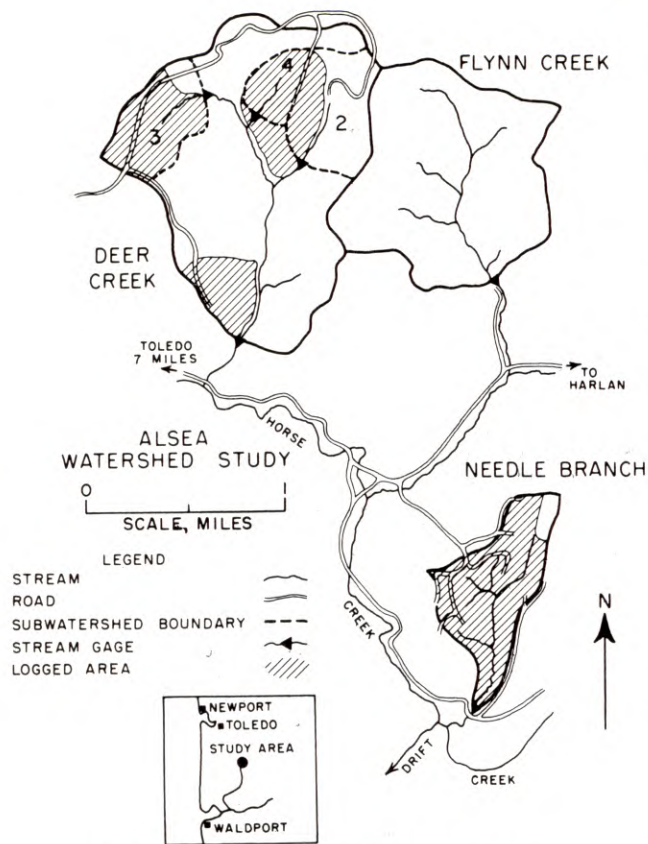 FLYNN CREEK
4
3
2
DEER
CREEK
TOLEDO
7 MILES
TO
HARLAN
HORSE
ALSEA
WATERSHED STUDY
NEEDLE BRANCH
0 1
SCALE, MILES
LEGEND
STREAM
ROAD
SUBWATERSHED BOUNDARY
STREAM GAGE
LOGGED AREA
CREEK
N
NEWPORT
TOLEDO
STUDY AREA
WALDPORT
DRIFT
CREEK